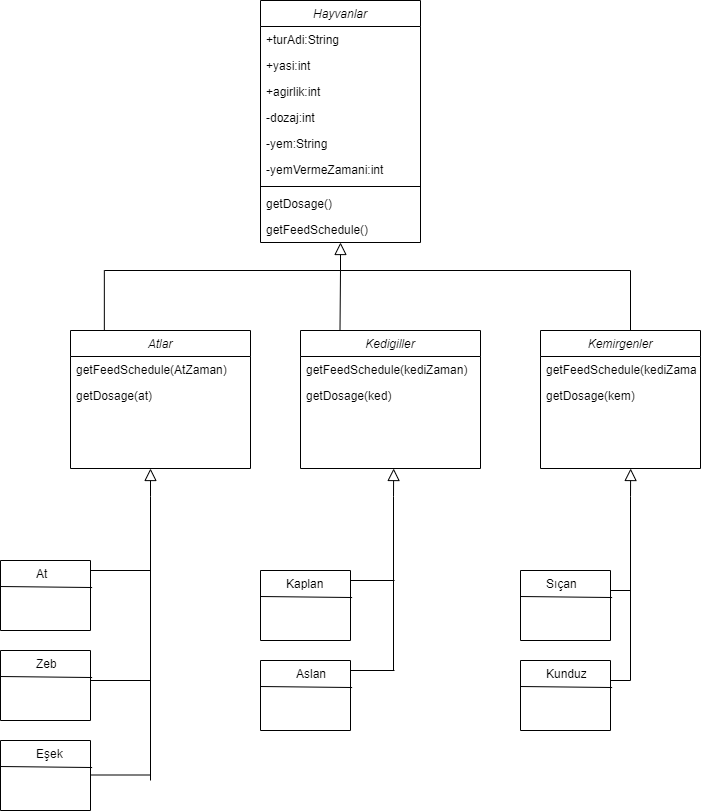 Hayvanlar
+turAdi:String
+yasi:int
+agirlik:int
-dozaj:int
-yem:String
-yemVermeZamani:int
getDosage()
getFeedSchedule()
Atlar
getFeedSchedule(AtZaman)
getDosage(at)
Kedigiller
getFeedSchedule(kediZaman)
getDosage(ked)
Kemirgenler
getFeedSchedule(kediZama
getDosage(kem)
At
Zeb
Eşek
Kaplan
Aslan
Sıçan
Kunduz